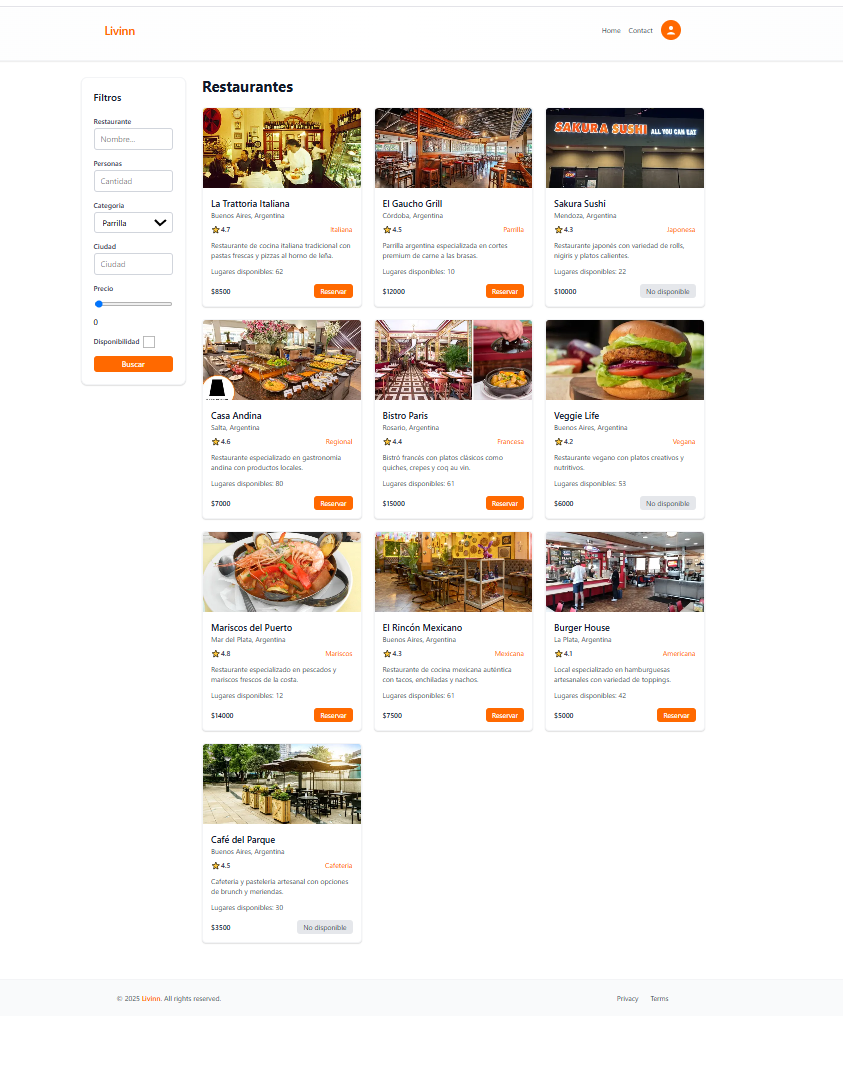 Livinn
Home Contact
Filtros
Restaurante
Nombre...
Personas
Cantidad
Categoría
Parrilla
Ciudad
Ciudad
Precio
0
Disponibilidad
Buscar
Restaurantes
La Trattoria Italiana
Buenos Aires, Argentina
4.7 Italiana
Restaurante de cocina italiana tradicional con
pastas frescas y pizzas al horno de leña.
Lugares disponibles: 62
$8500 Reservar
El Gaucho Grill
Córdoba, Argentina
4.5 Parrilla
Parrilla argentina especializada en cortes
premium de carne a las brasas.
Lugares disponibles: 10
$12000 Reservar
SAKURA SUSHI ALL YOU CAN EAT
Sakura Sushi
Mendoza, Argentina
4.3 Japonesa
Restaurante japonés con variedad de rolls,
nigiris y platos calientes.
Lugares disponibles: 22
$10000 No disponible
Casa Andina
Salta, Argentina
4.6 Regional
Restaurante especializado en gastronomía
andina con productos locales.
Lugares disponibles: 80
$7000 Reservar
Bistro Paris
Rosario, Argentina
4.4 Francesa
Bistró francés con platos clásicos como
quiches, crepes y coq au vin.
Lugares disponibles: 61
$15000 Reservar
Veggie Life
Buenos Aires, Argentina
4.2 Vegana
Restaurante vegano con platos creativos y
nutritivos.
Lugares disponibles: 53
$6000 No disponible
Mariscos del Puerto
Mar del Plata, Argentina
4.8 Mariscos
Restaurante especializado en pescados y
mariscos frescos de la costa.
Lugares disponibles: 12
$14000 Reservar
El Rincón Mexicano
Buenos Aires, Argentina
4.3 Mexicana
Restaurante de cocina mexicana auténtica
con tacos, enchiladas y nachos.
Lugares disponibles: 61
$7500 Reservar
Burger House
La Plata, Argentina
4.1 Americana
Local especializado en hamburguesas
artesanales con variedad de toppings.
Lugares disponibles: 42
$5000 Reservar
Café del Parque
Buenos Aires, Argentina
4.5 Cafetería
Cafetería y pastelería artesanal con opciones
de brunch y meriendas.
Lugares disponibles: 30
$3500 No disponible
© 2025 Livinn. All rights reserved.
Privacy Terms